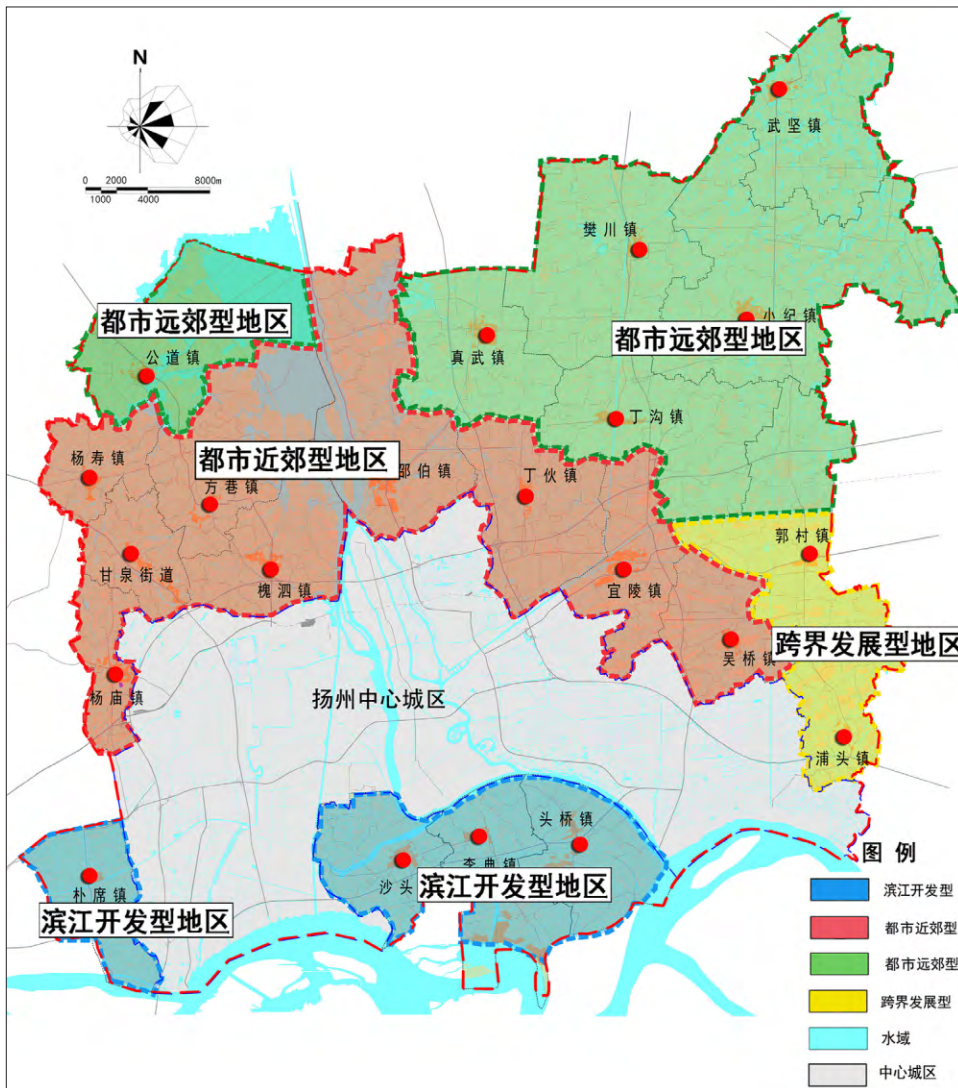 N
0 2000 8000m
1000 4000
武坚镇
樊川镇
小纪镇
都市远郊型地区
都市远郊型地区
真武镇
公道镇
丁沟镇
都市近郊型地区
杨寿镇
方巷镇
邵伯镇
丁伙镇
郭村镇
甘泉街道
槐泗镇
宜陵镇
跨界发展型地区
吴桥镇
杨庙镇
扬州中心城区
浦头镇
头桥镇
李典镇
沙头
滨江开发型地区
朴席镇
滨江开发型地区
图例
滨江开发型
都市近郊型
都市远郊型
跨界发展型
水域
中心城区